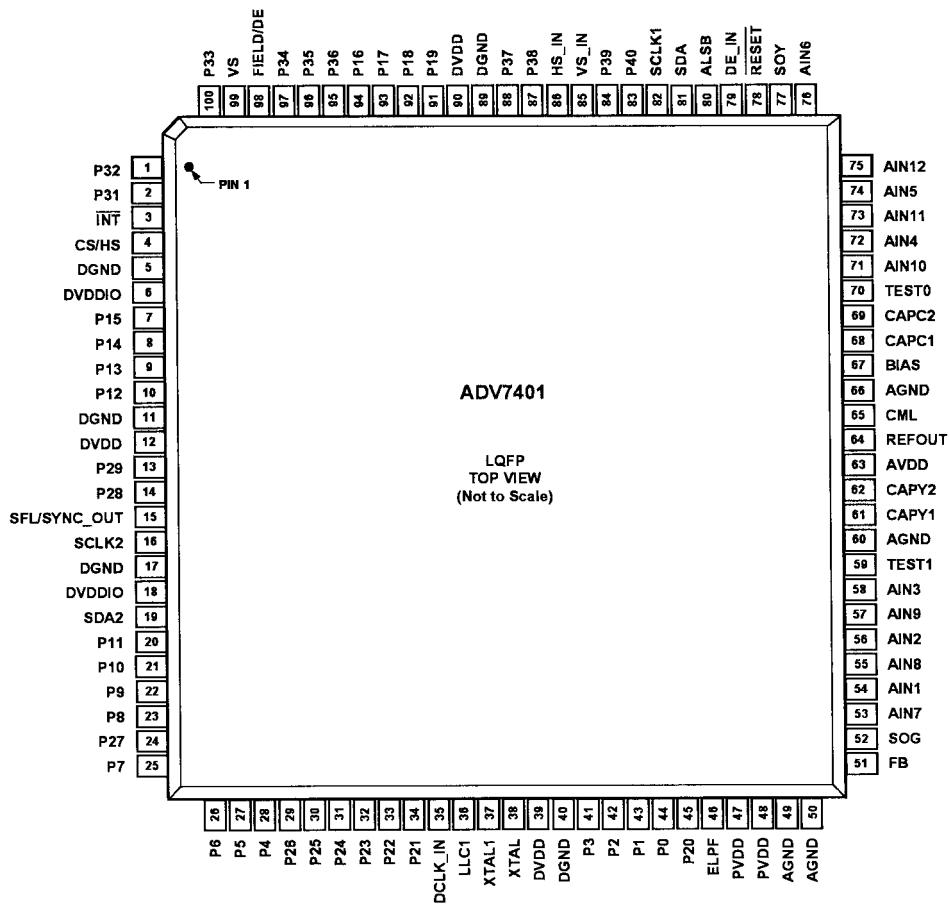 P33 VS FIELD/DE P34 P35 P36 P16 P17 P18 P19 DVDD DGND P37 P38 HS_IN VS_IN P39 P40 SCLK1 SDA ALSB DE_IN RESET SOY AIN6
100 99 98 97 96 95 94 93 92 91 90 89 88 87 86 85 84 83 82 81 80 79 78 77 76
P32 1
P31 2
INT 3
CS/HS 4
DGND 5
DVDDIO 6
P15 7
P14 8
P13 9
P12 10
DGND 11
DVDD 12
P29 13
P28 14
SFL/SYNC_OUT 15
SCLK2 16
DGND 17
DVDDIO 18
SDA2 19
P11 20
P10 21
P9 22
P8 23
P27 24
P7 25
PIN 1
ADV7401
LQFP
TOP VIEW
(Not to Scale)
75 AIN12
74 AIN5
73 AIN11
72 AIN4
71 AIN10
70 TEST0
69 CAPC2
68 CAPC1
67 BIAS
66 AGND
65 CML
64 REFOUT
63 AVDD
62 CAPY2
61 CAPY1
60 AGND
59 TEST1
58 AIN3
57 AIN9
56 AIN2
55 AIN8
54 AIN1
53 AIN7
52 SOG
51 FB
26 27 28 29 30 31 32 33 34 35 36 37 38 39 40 41 42 43 44 45 46 47 48 49 50
P6 P5 P4 P26 P25 P24 P23 P22 P21 DCLK_IN LLC1 XTAL1 XTAL DVDD DGND P3 P2 P1 P0 P20 ELPF PVDD PVDD AGND AGND